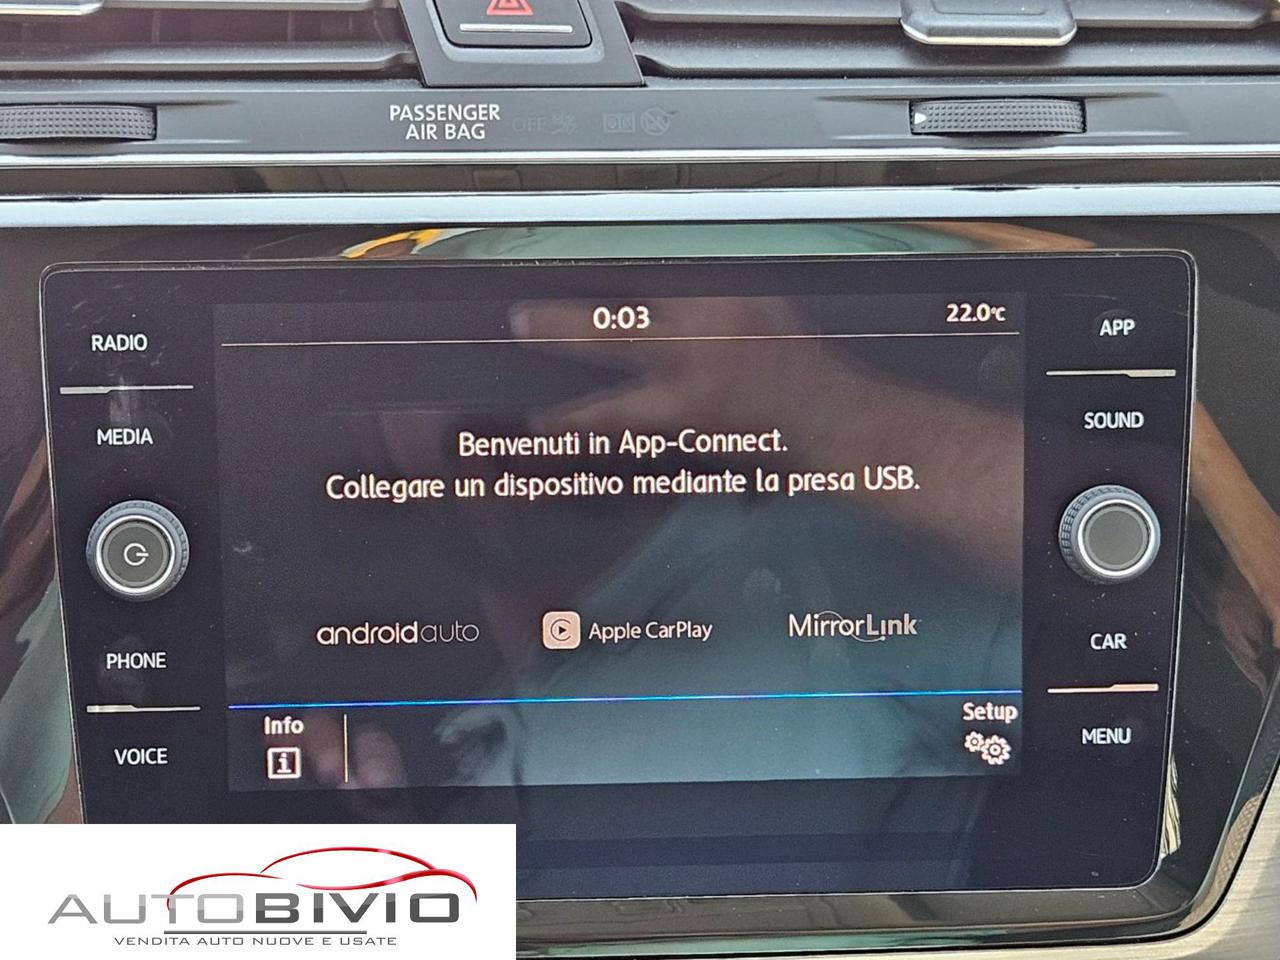 PASSENGER
AIR BAG
OFF
ON
0:03
22.0°C
RADIO
MEDIA
PHONE
VOICE
APP
SOUND
CAR
MENU
Benvenuti in App-Connect.
Collegare un dispositivo mediante la presa USB.
androidauto
Apple CarPlay
MirrorLink
Info
i
Setup
AUTOBIVIO
VENDITA AUTO NUOVE E USATE